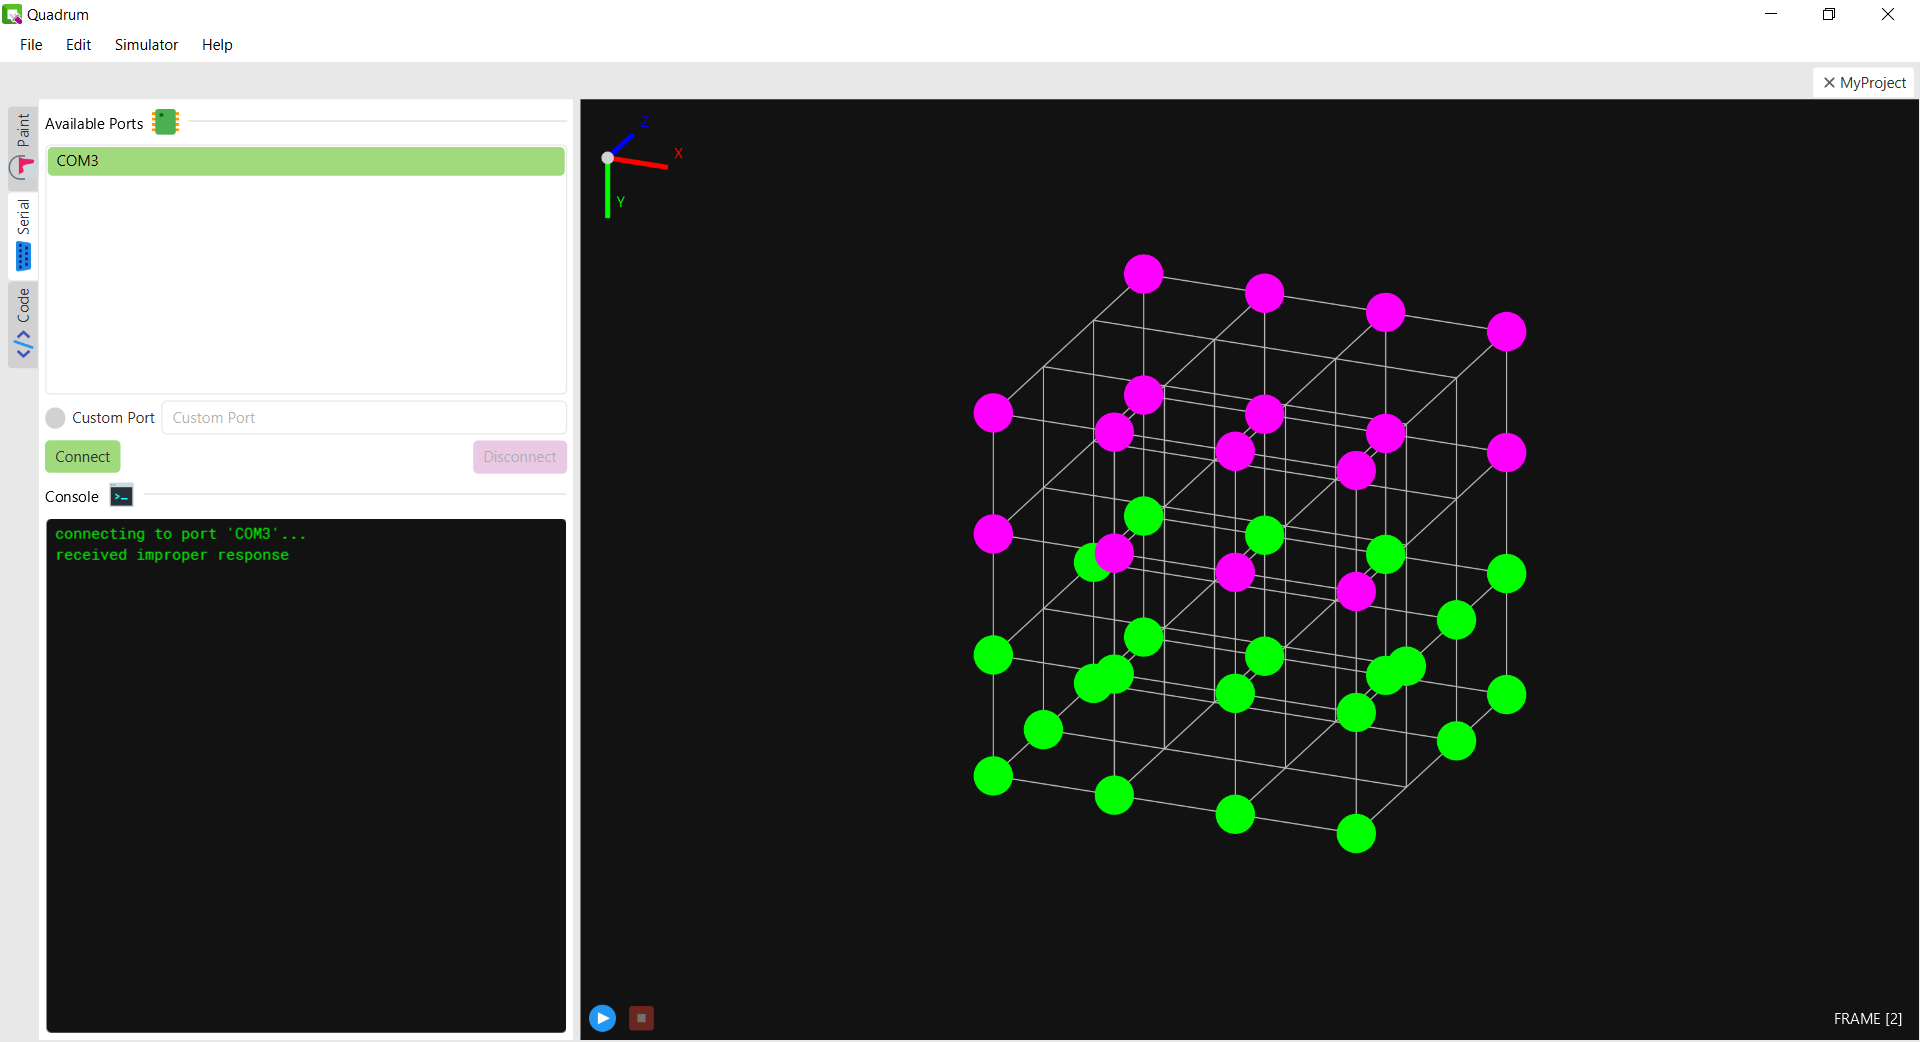 Quadrum
File Edit Simulator Help
MyProject
Paint
Serial
Code
Available Ports
COM3
Custom Port Custom Port
Connect Disconnect
Console
connecting to port 'COM3'...
received improper response
Z
X
Y
FRAME [2]